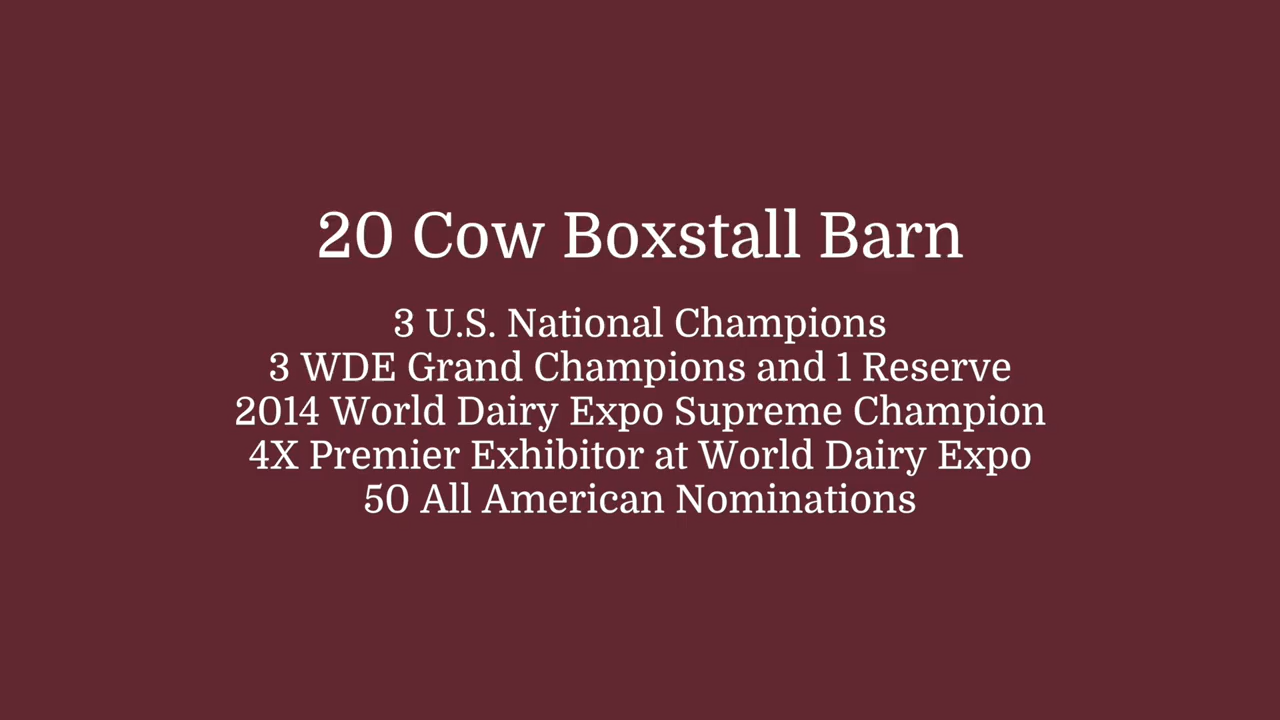 20 Cow Boxstall Barn
3 U.S. National Champions
3 WDE Grand Champions and 1 Reserve
2014 World Dairy Expo Supreme Champion
4X Premier Exhibitor at World Dairy Expo
50 All American Nominations